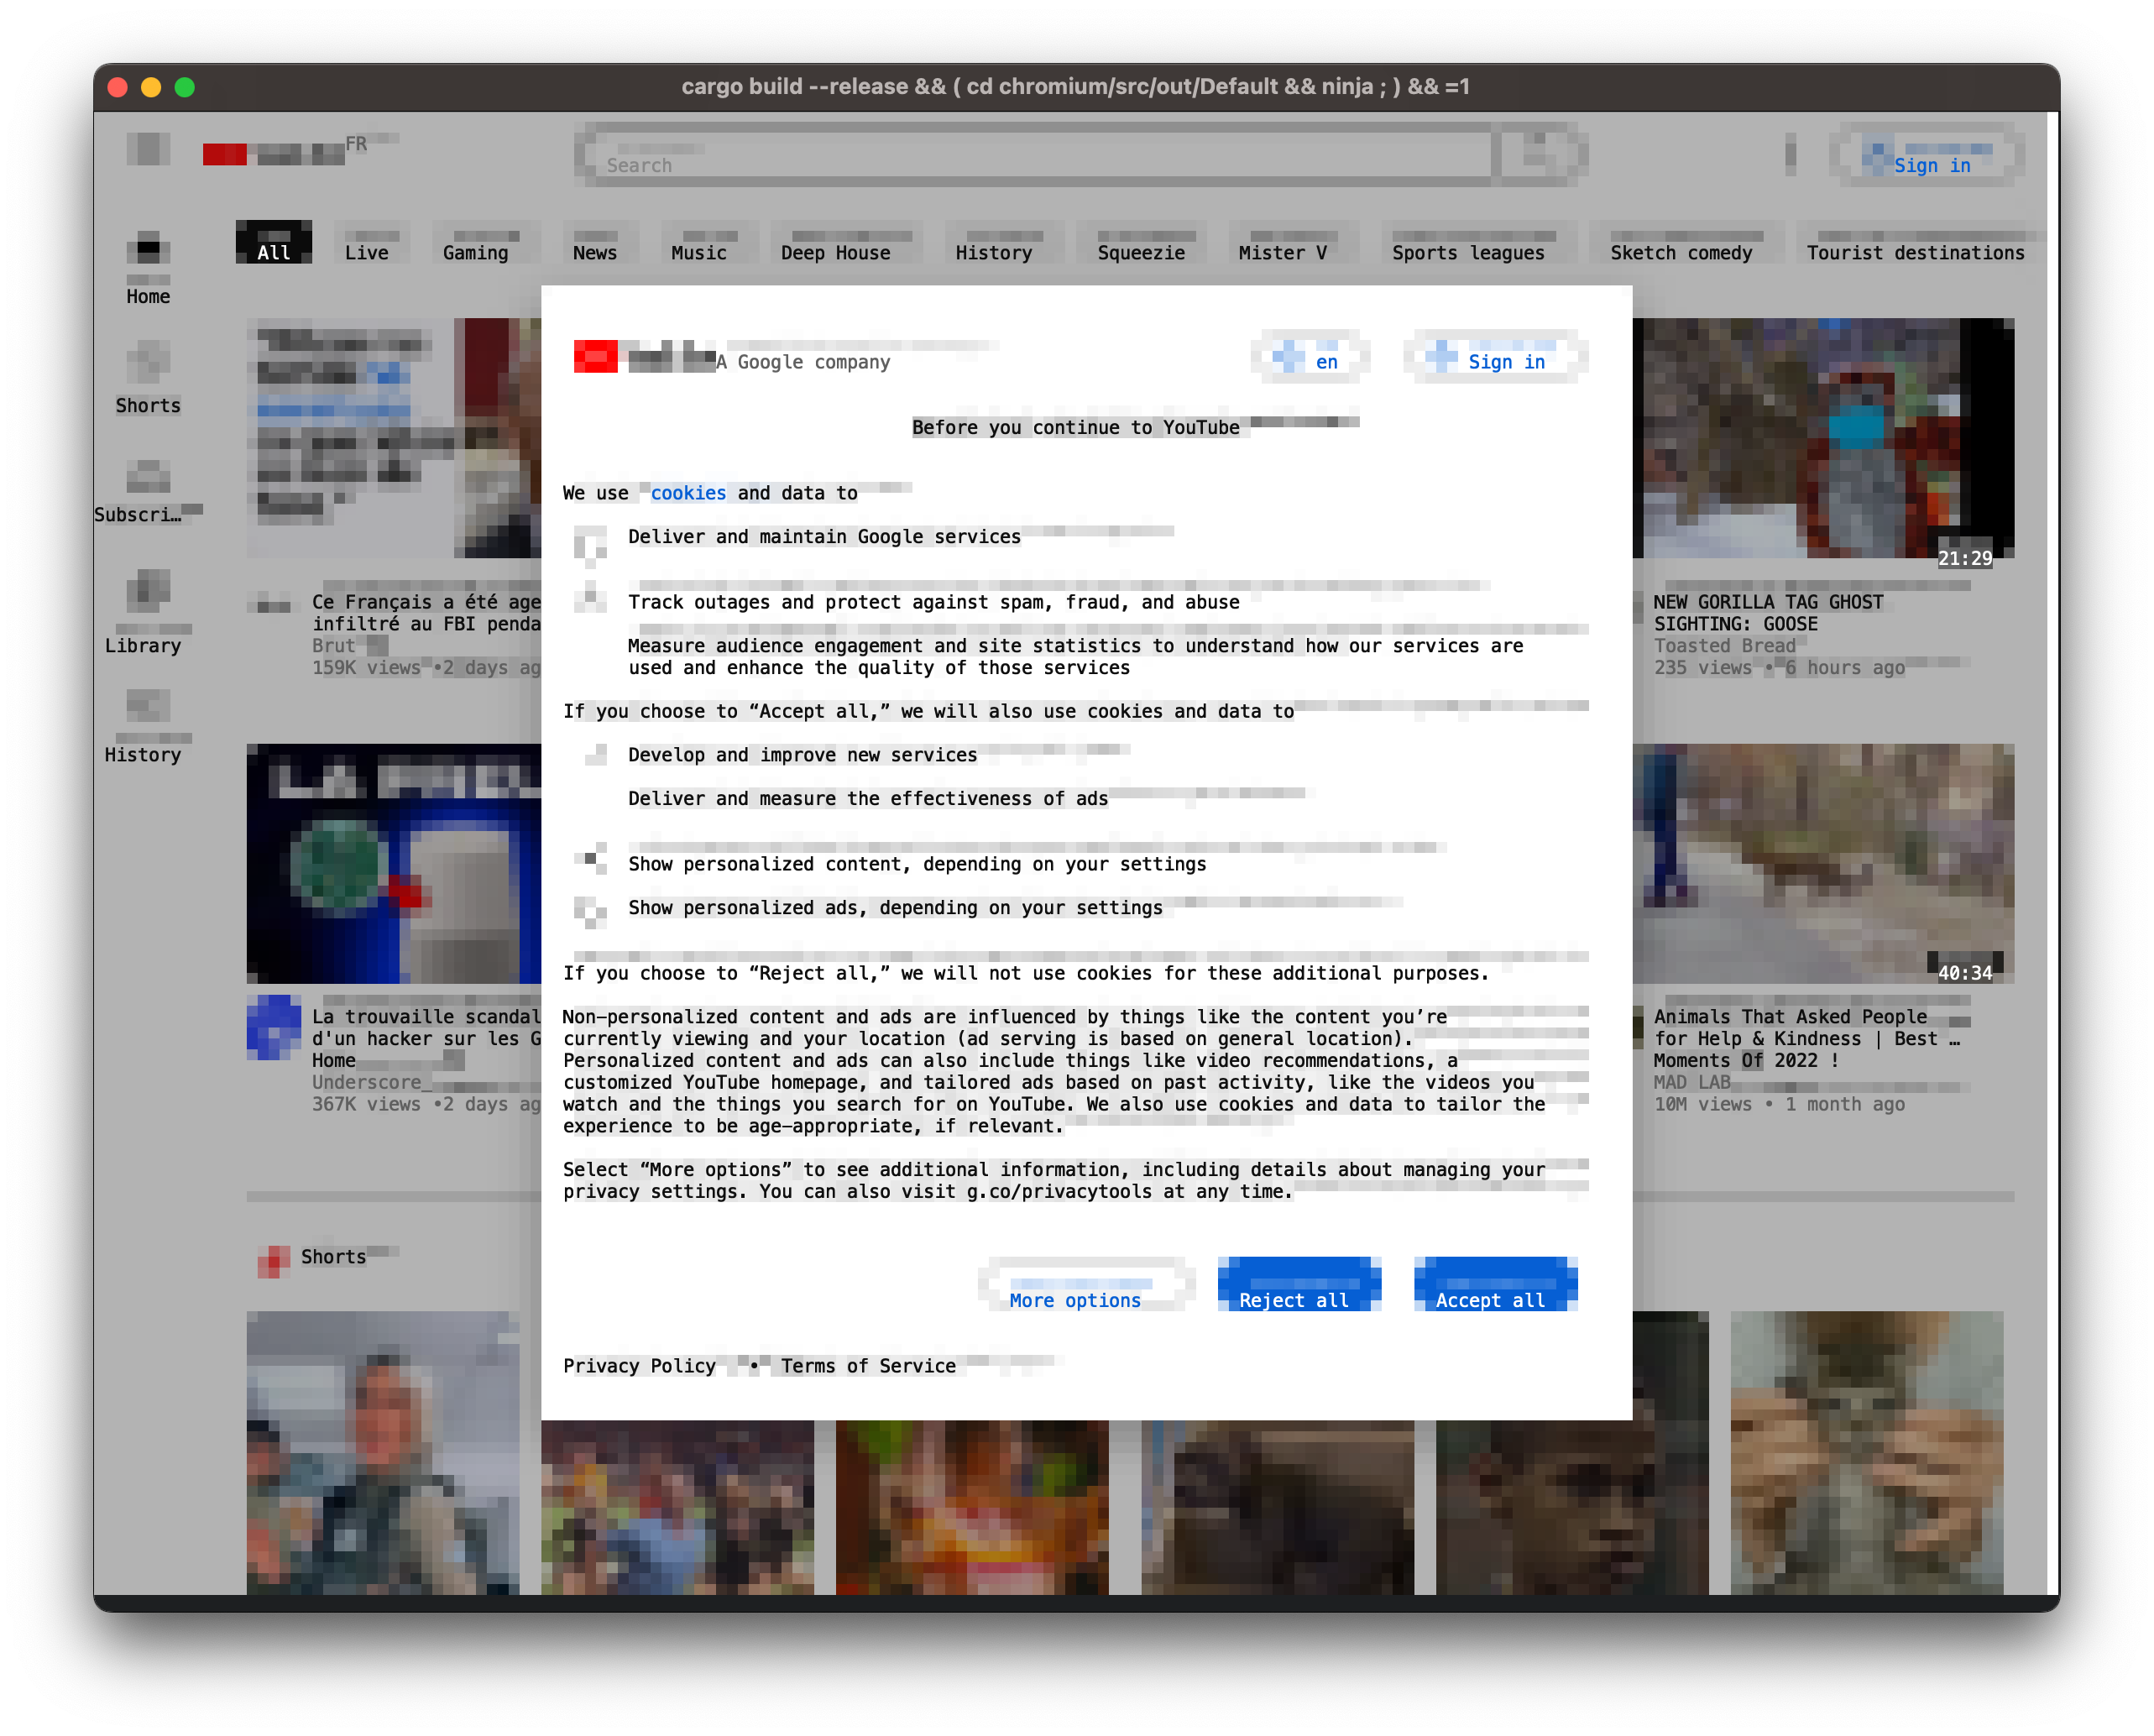 cargo build --release && ( cd chromium/src/out/Default && ninja ; ) && =1
FR
Search
Sign in
All Live Gaming News Music Deep House History Squeezie Mister V Sports leagues Sketch comedy Tourist destinations
Home
Shorts
Subscri…
Library
History
A Google company
en
Sign in
Before you continue to YouTube
We use cookies and data to
Deliver and maintain Google services
Track outages and protect against spam, fraud, and abuse
Measure audience engagement and site statistics to understand how our services are
used and enhance the quality of those services
If you choose to “Accept all,” we will also use cookies and data to
Develop and improve new services
Deliver and measure the effectiveness of ads
Show personalized content, depending on your settings
Show personalized ads, depending on your settings
If you choose to “Reject all,” we will not use cookies for these additional purposes.
Non-personalized content and ads are influenced by things like the content you’re
currently viewing and your location (ad serving is based on general location).
Personalized content and ads can also include things like video recommendations, a
customized YouTube homepage, and tailored ads based on past activity, like the videos you
watch and the things you search for on YouTube. We also use cookies and data to tailor the
experience to be age-appropriate, if relevant.
Select “More options” to see additional information, including details about managing your
privacy settings. You can also visit g.co/privacytools at any time.
More options
Reject all
Accept all
Privacy Policy • Terms of Service
Ce Français a été age
infiltré au FBI penda
Brut
159K views •2 days ag
21:29
NEW GORILLA TAG GHOST
SIGHTING: GOOSE
Toasted Bread
235 views • 6 hours ago
LA
La trouvaille scandal
d'un hacker sur les G
Home
Underscore_
367K views •2 days ag
40:34
Animals That Asked People
for Help & Kindness | Best …
Moments Of 2022 !
MAD LAB
10M views • 1 month ago
Shorts